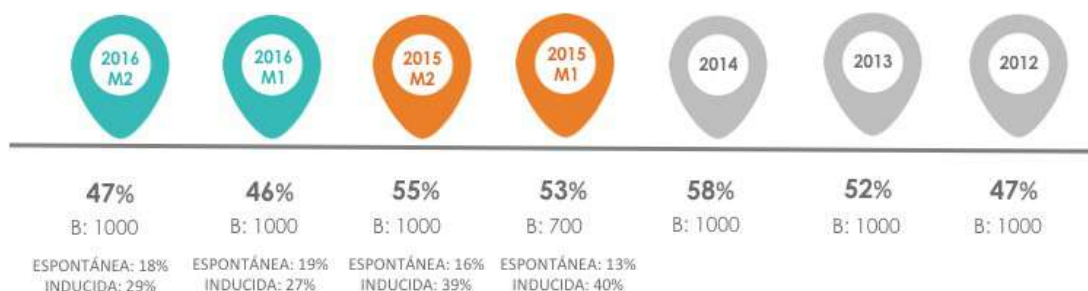 2016
M2
2016
M1
2015
M2
2015
M1
2014
2013
2012
47%
46%
55%
53%
58%
52%
47%
B: 1000
B: 1000
B: 1000
B: 700
B: 1000
B: 1000
B: 1000
ESPONTÁNEA: 18%
INDUCIDA: 29%
ESPONTÁNEA: 19%
INDUCIDA: 27%
ESPONTÁNEA: 16%
INDUCIDA: 39%
ESPONTÁNEA: 13%
INDUCIDA: 40%